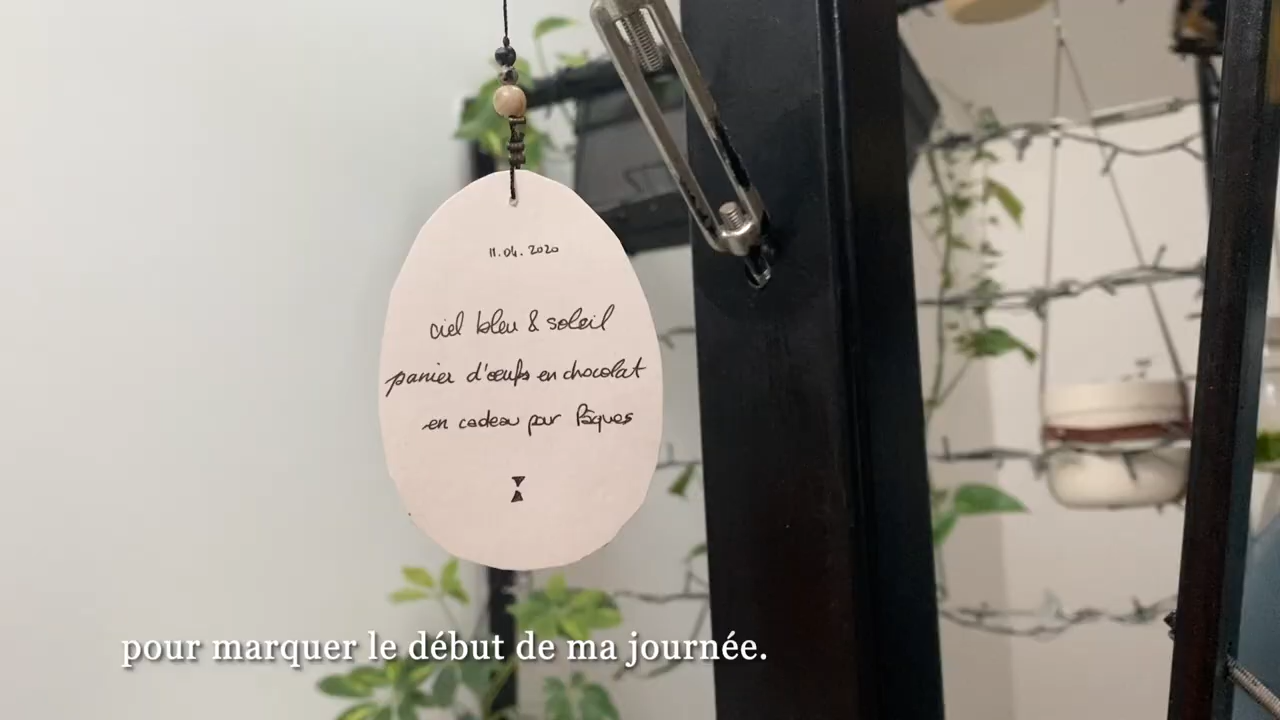 11.04.2020
ciel bleu & soleil
panier d'œufs en chocolat
en cadeau pour Pâques
pour marquer le début de ma journée.